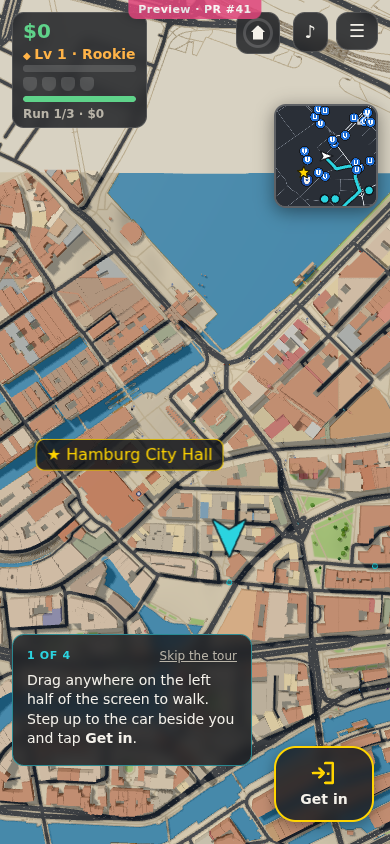 Preview · PR #41
$0
◆ Lv 1 · Rookie
Run 1/3 · $0
★ Hamburg City Hall
1 OF 4
Skip the tour
Drag anywhere on the left
half of the screen to walk.
Step up to the car beside you
and tap Get in.
Get in